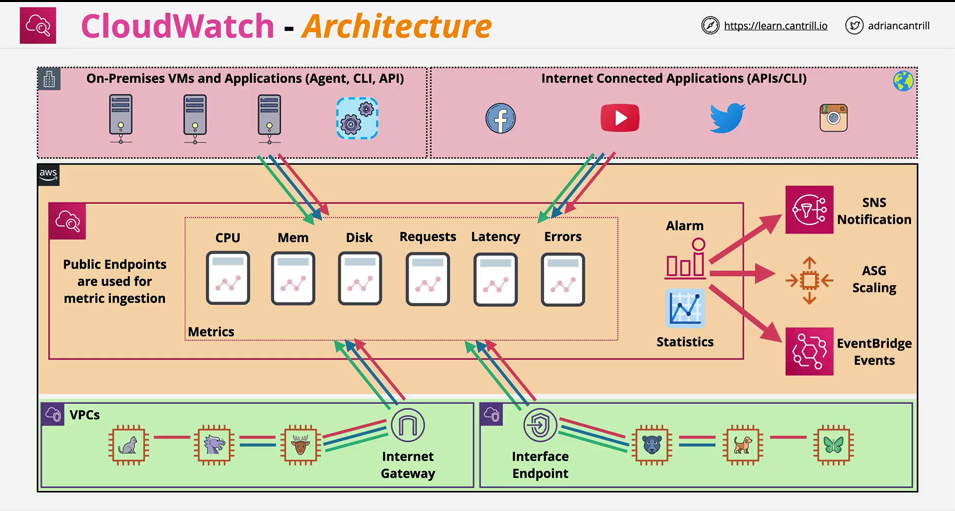 CloudWatch - Architecture
https://learn.cantrill.io
adriancantrill
On-Premises VMs and Applications (Agent, CLI, API)
Internet Connected Applications (APIs/CLI)
aws
Public Endpoints
are used for
metric ingestion
CPU
Mem
Disk
Requests
Latency
Errors
Metrics
Alarm
Statistics
SNS
Notification
ASG
Scaling
EventBridge
Events
VPCs
Internet
Gateway
Interface
Endpoint